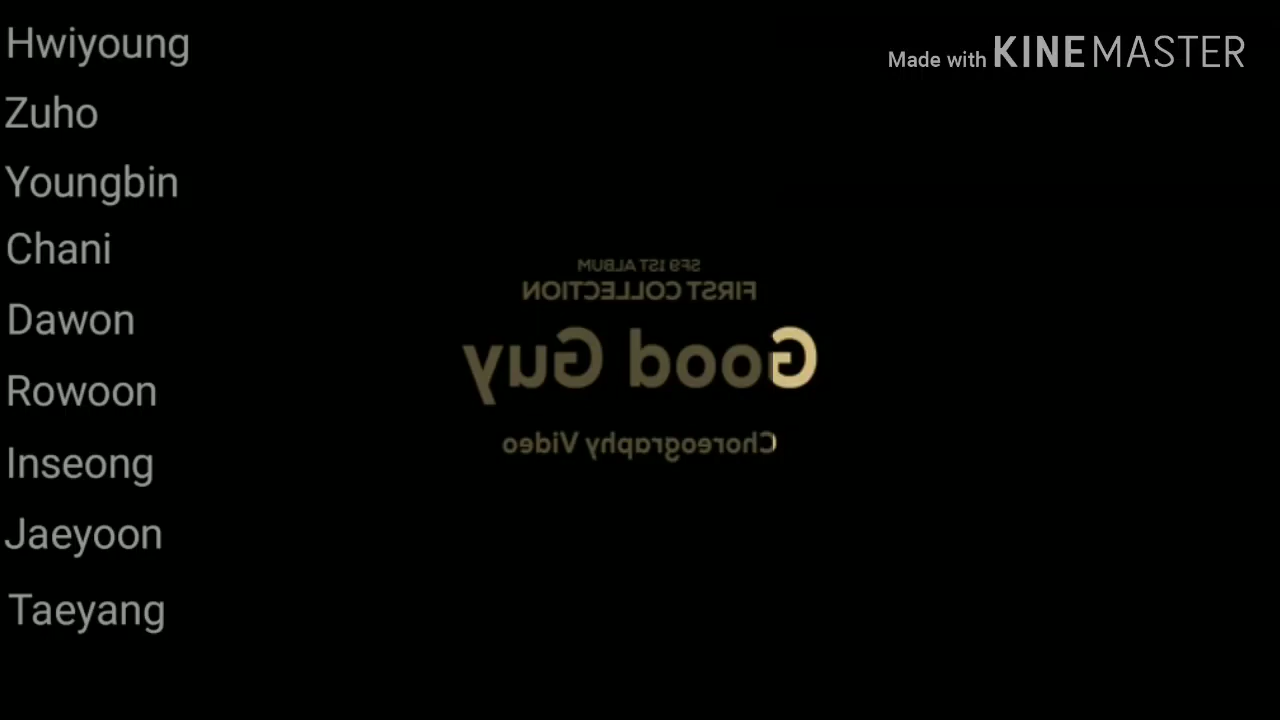 Hwiyoung
Zuho
Youngbin
Chani
Dawon
Rowoon
Inseong
Jaeyoon
Taeyang
Made with KINEMASTER
SF9 1ST ALBUM
FIRST COLLECTION
Good Guy
Choreography Video